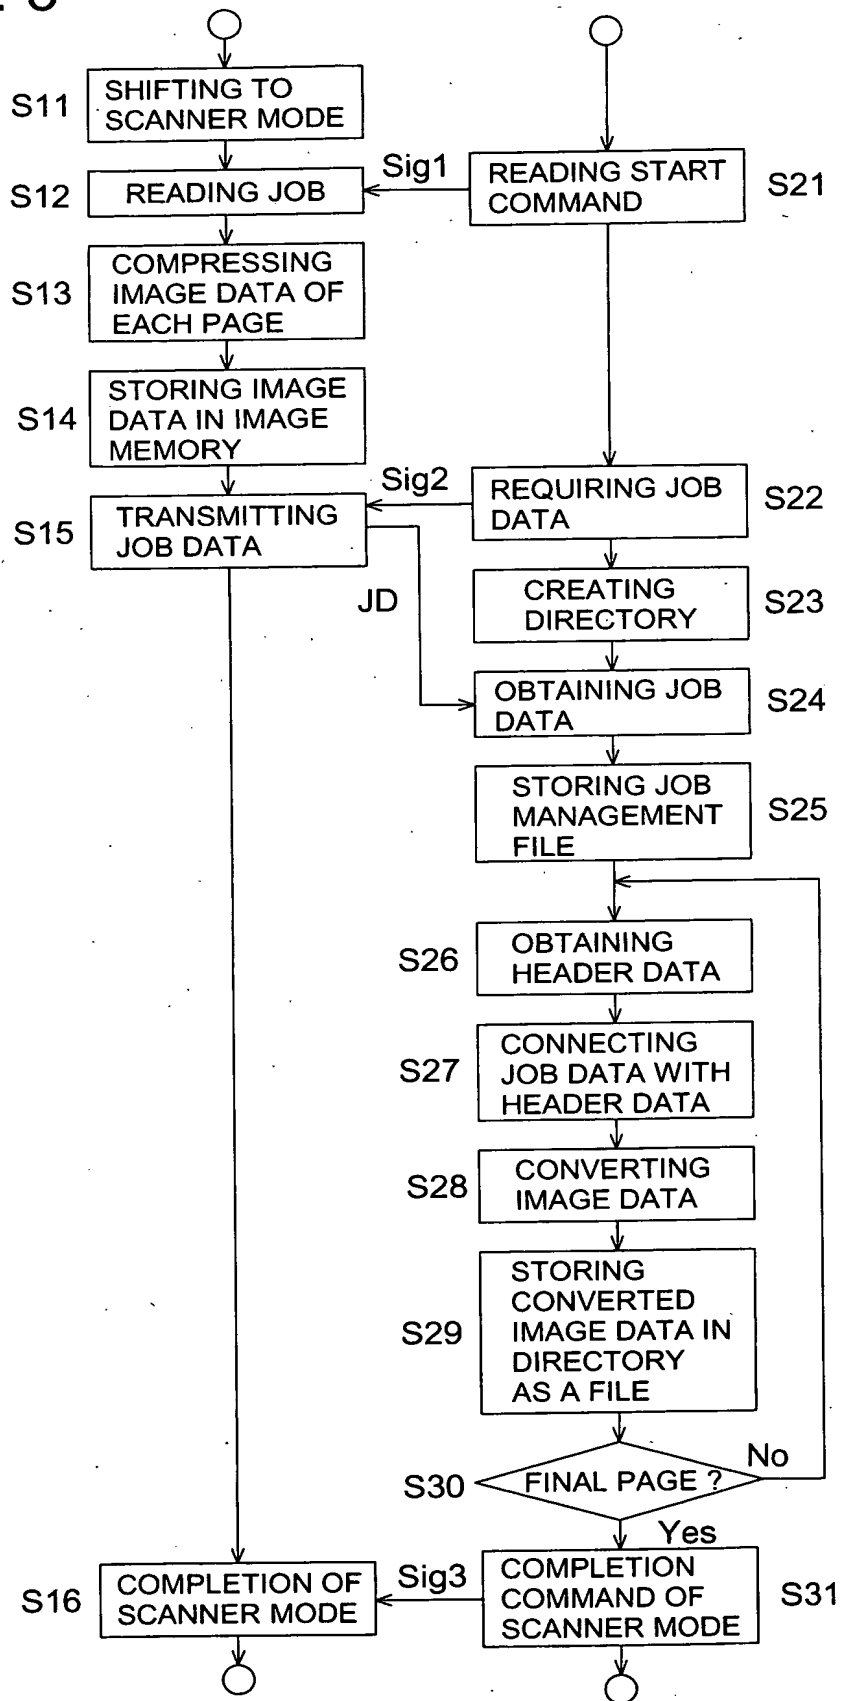 S11
SHIFTING TO
SCANNER MODE
S12
READING JOB
Sig1
READING START
COMMAND
S21
S13
COMPRESSING
IMAGE DATA OF
EACH PAGE
S14
STORING IMAGE
DATA IN IMAGE
MEMORY
S15
TRANSMITTING
JOB DATA
Sig2
REQUIRING JOB
DATA
S22
JD
CREATING
DIRECTORY
S23
OBTAINING JOB
DATA
S24
STORING JOB
MANAGEMENT
FILE
S25
S26
OBTAINING
HEADER DATA
S27
CONNECTING
JOB DATA WITH
HEADER DATA
S28
CONVERTING
IMAGE DATA
S29
STORING
CONVERTED
IMAGE DATA IN
DIRECTORY
AS A FILE
S30
FINAL PAGE ?
No
Yes
S16
COMPLETION OF
SCANNER MODE
Sig3
COMPLETION
COMMAND OF
SCANNER MODE
S31